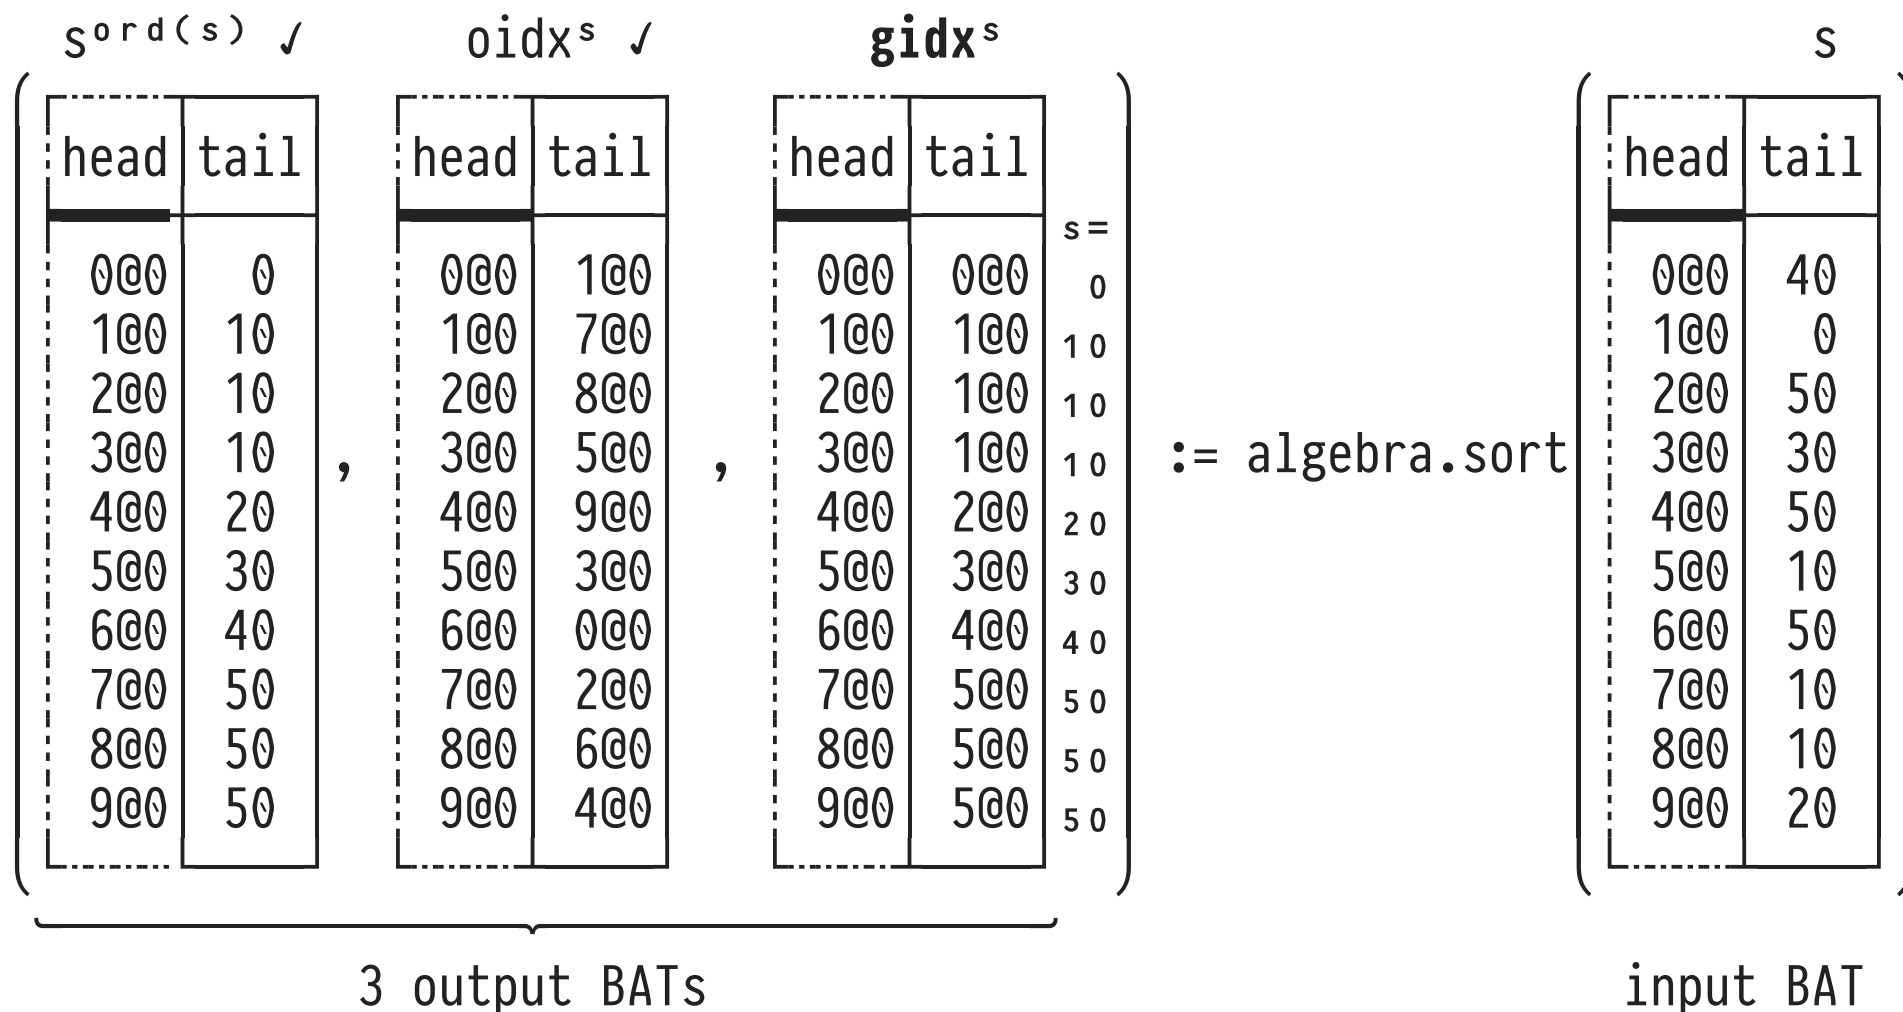 sᵒʳᵈ⁽ˢ⁾ ✓ oidxˢ ✓ gidxˢ s
head tail head tail head tail head tail
s=
0@0 0 0@0 1@0 0@0 0@0 0 0@0 40
1@0 10 1@0 7@0 1@0 1@0 10 1@0 0
2@0 10 2@0 8@0 2@0 1@0 10 2@0 50
3@0 10 , 3@0 5@0 , 3@0 1@0 10 := algebra.sort 3@0 30
4@0 20 4@0 9@0 4@0 2@0 20 4@0 50
5@0 30 5@0 3@0 5@0 3@0 30 5@0 10
6@0 40 6@0 0@0 6@0 4@0 40 6@0 50
7@0 50 7@0 2@0 7@0 5@0 50 7@0 10
8@0 50 8@0 6@0 8@0 5@0 50 8@0 10
9@0 50 9@0 4@0 9@0 5@0 50 9@0 20
3 output BATs input BAT